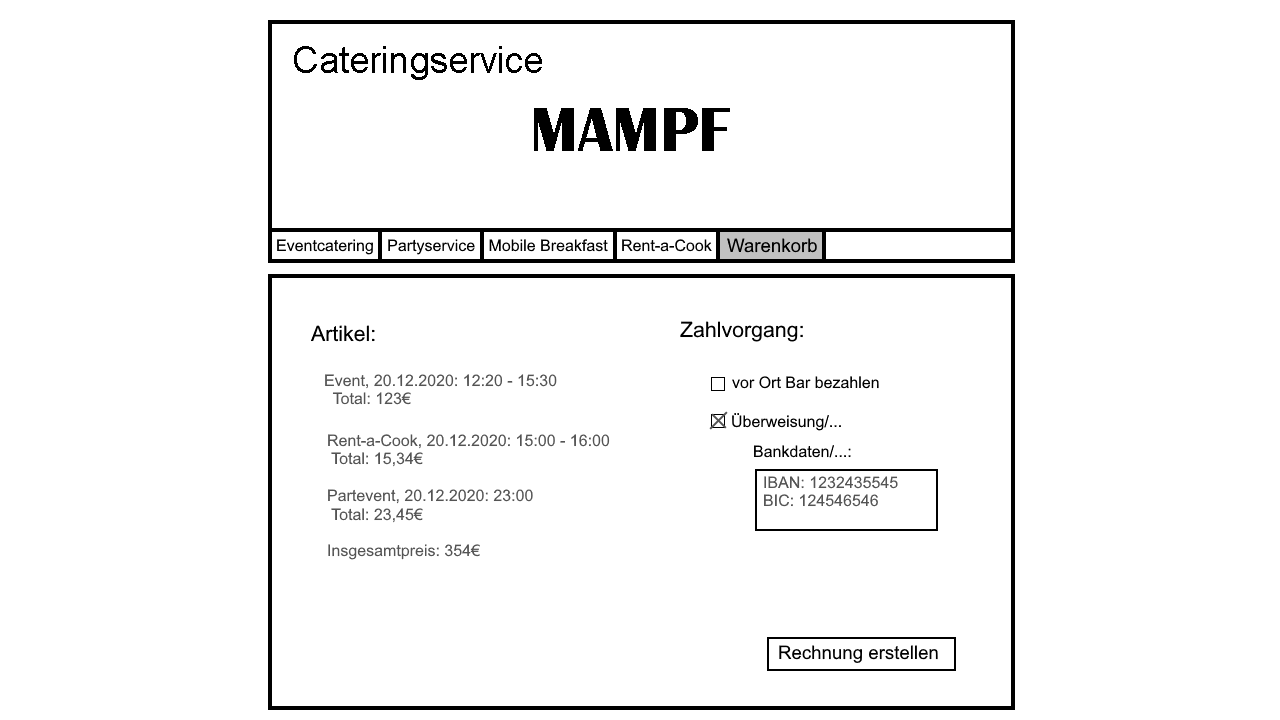 Cateringservice
MAMPF
Eventcatering Partyservice Mobile Breakfast Rent-a-Cook Warenkorb
Artikel:
Event, 20.12.2020: 12:20 - 15:30
Total: 123€
Rent-a-Cook, 20.12.2020: 15:00 - 16:00
Total: 15,34€
Partevent, 20.12.2020: 23:00
Total: 23,45€
Insgesamtpreis: 354€
Zahlvorgang:
vor Ort Bar bezahlen
Überweisung/...
Bankdaten/...:
IBAN: 1232435545
BIC: 124546546
Rechnung erstellen